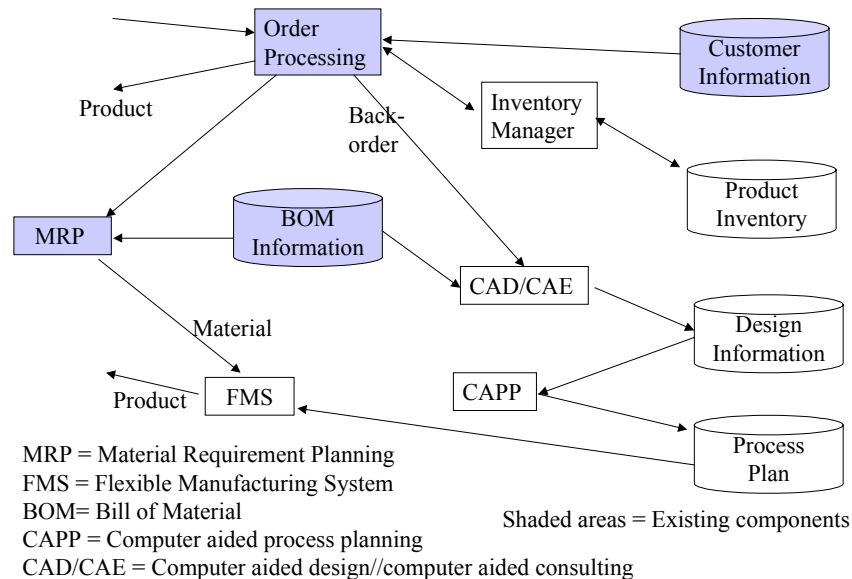 Order
Processing
Customer
Information
Product
Back-
order
Inventory
Manager
Product
Inventory
MRP
BOM
Information
CAD/CAE
Material
Design
Information
Product
FMS
CAPP
Process
Plan
MRP = Material Requirement Planning
FMS = Flexible Manufacturing System
BOM= Bill of Material
Shaded areas = Existing components
CAPP = Computer aided process planning
CAD/CAE = Computer aided design//computer aided consulting